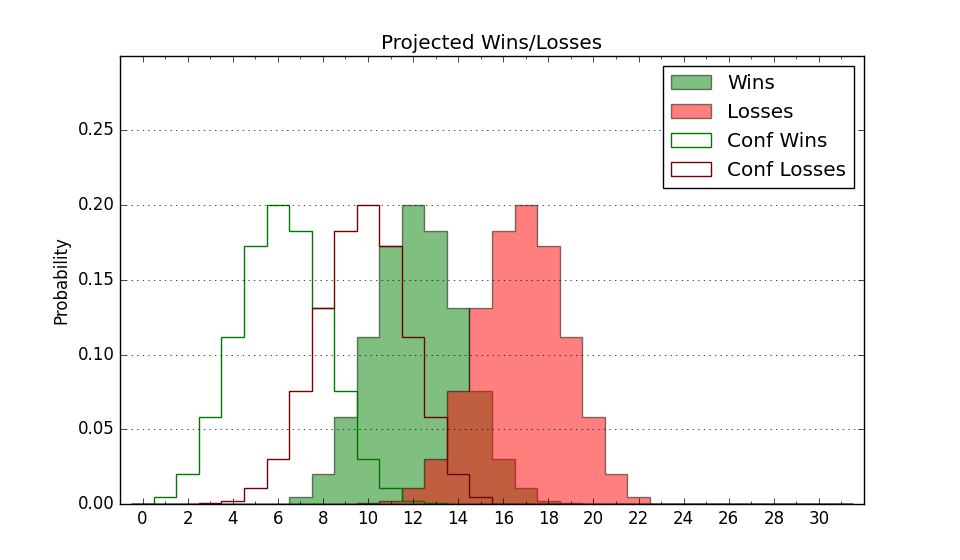 Projected Wins/Losses
Wins
Losses
Conf Wins
Conf Losses
Probability
0.25
0.20
0.15
0.10
0.05
0.00
0 2 4 6 8 10 12 14 16 18 20 22 24 26 28 30